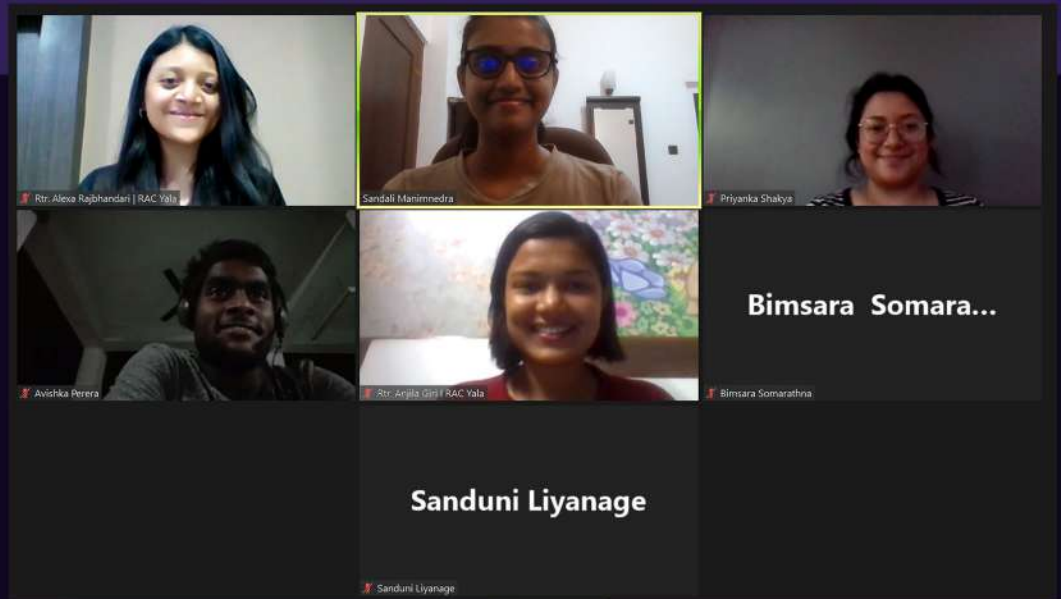 Rtr. Alexa Rajbhandari | RAC Yala
Sandali Manimnedra
Priyanka Shakya
Avishka Perera
Rtr. Anjila Giri | RAC Yala
Bimsara Somara...
Bimsara Somarathna
Sanduni Liyanage
Sanduni Liyanage